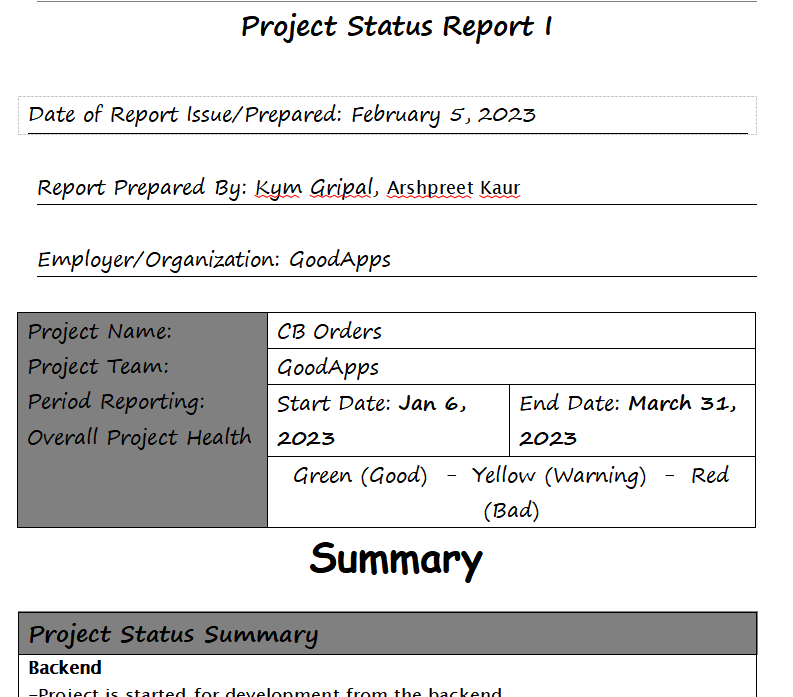 Project Status Report 1
Date of Report Issue/Prepared: February 5, 2023
Report Prepared By: Kym Gripal, Arshpreet Kaur
Employer/Organization: GoodApps
Project Name:
CB Orders
Project Team:
GoodApps
Period Reporting:
Start Date: Jan 6,
2023
End Date: March 31,
2023
Overall Project Health
Green (Good) - Yellow (Warning) - Red
(Bad)
Summary
Project Status Summary
Backend
-Project is started for development from the backend